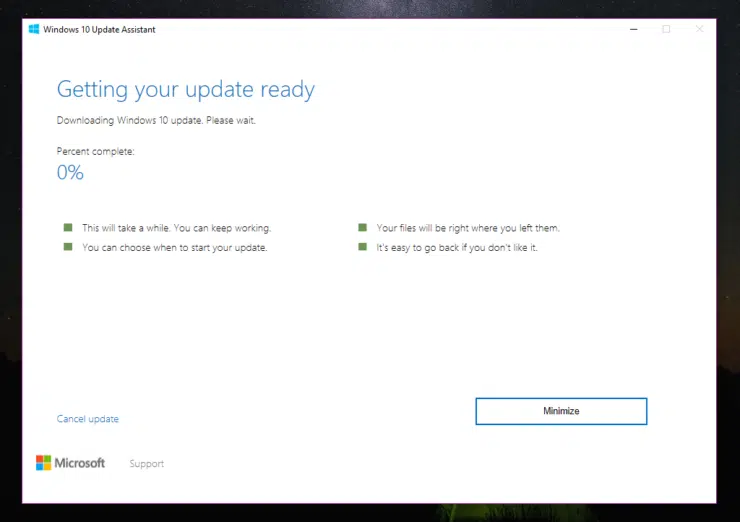 Windows 10 Update Assistant
Getting your update ready
Downloading Windows 10 update. Please wait.
Percent complete:
0%
This will take a while. You can keep working.
You can choose when to start your update.
Your files will be right where you left them.
It's easy to go back if you don't like it.
Cancel update
Minimize
Microsoft
Support